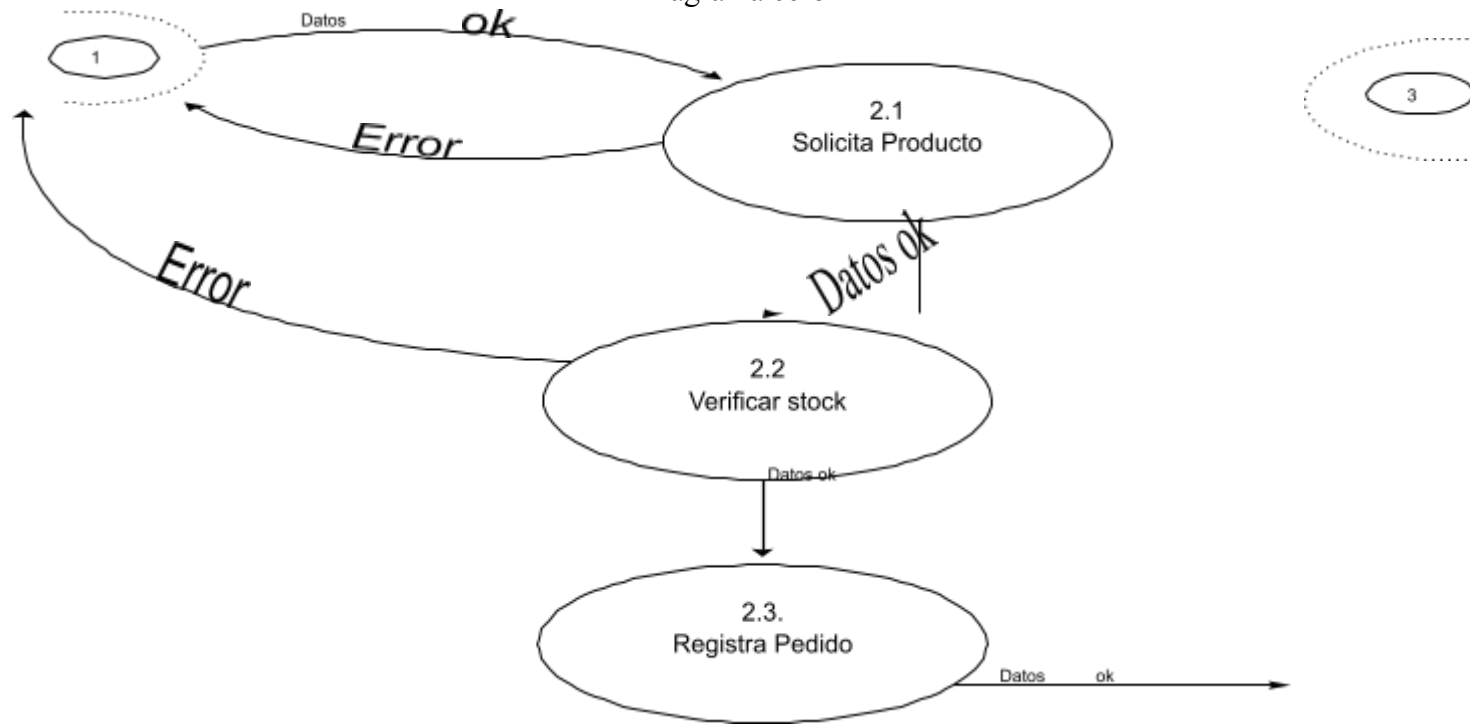 Datos ok
1
2.1
Solicita Producto
3
Error
Datos ok
Error
2.2
Verificar stock
Datos ok
2.3.
Registra Pedido
Datos ok